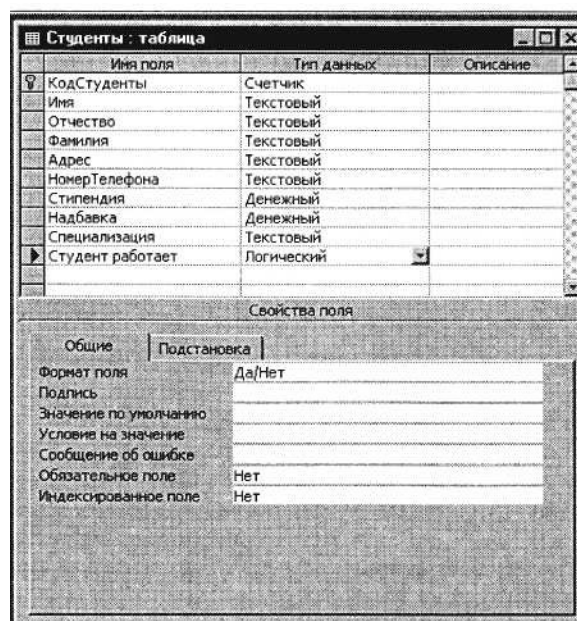 Студенты : таблица
Имя поля Тип данных Описание
КодСтуденты Счетчик
Имя Текстовый
Отчество Текстовый
Фамилия Текстовый
Адрес Текстовый
НомерТелефона Текстовый
Стипендия Денежный
Надбавка Денежный
Специализация Текстовый
Студент работает Логический
Свойства поля
Общие Подстановка
Формат поля Да/Нет
Подпись
Значение по умолчанию
Условие на значение
Сообщение об ошибке
Обязательное поле Нет
Индексированное поле Нет